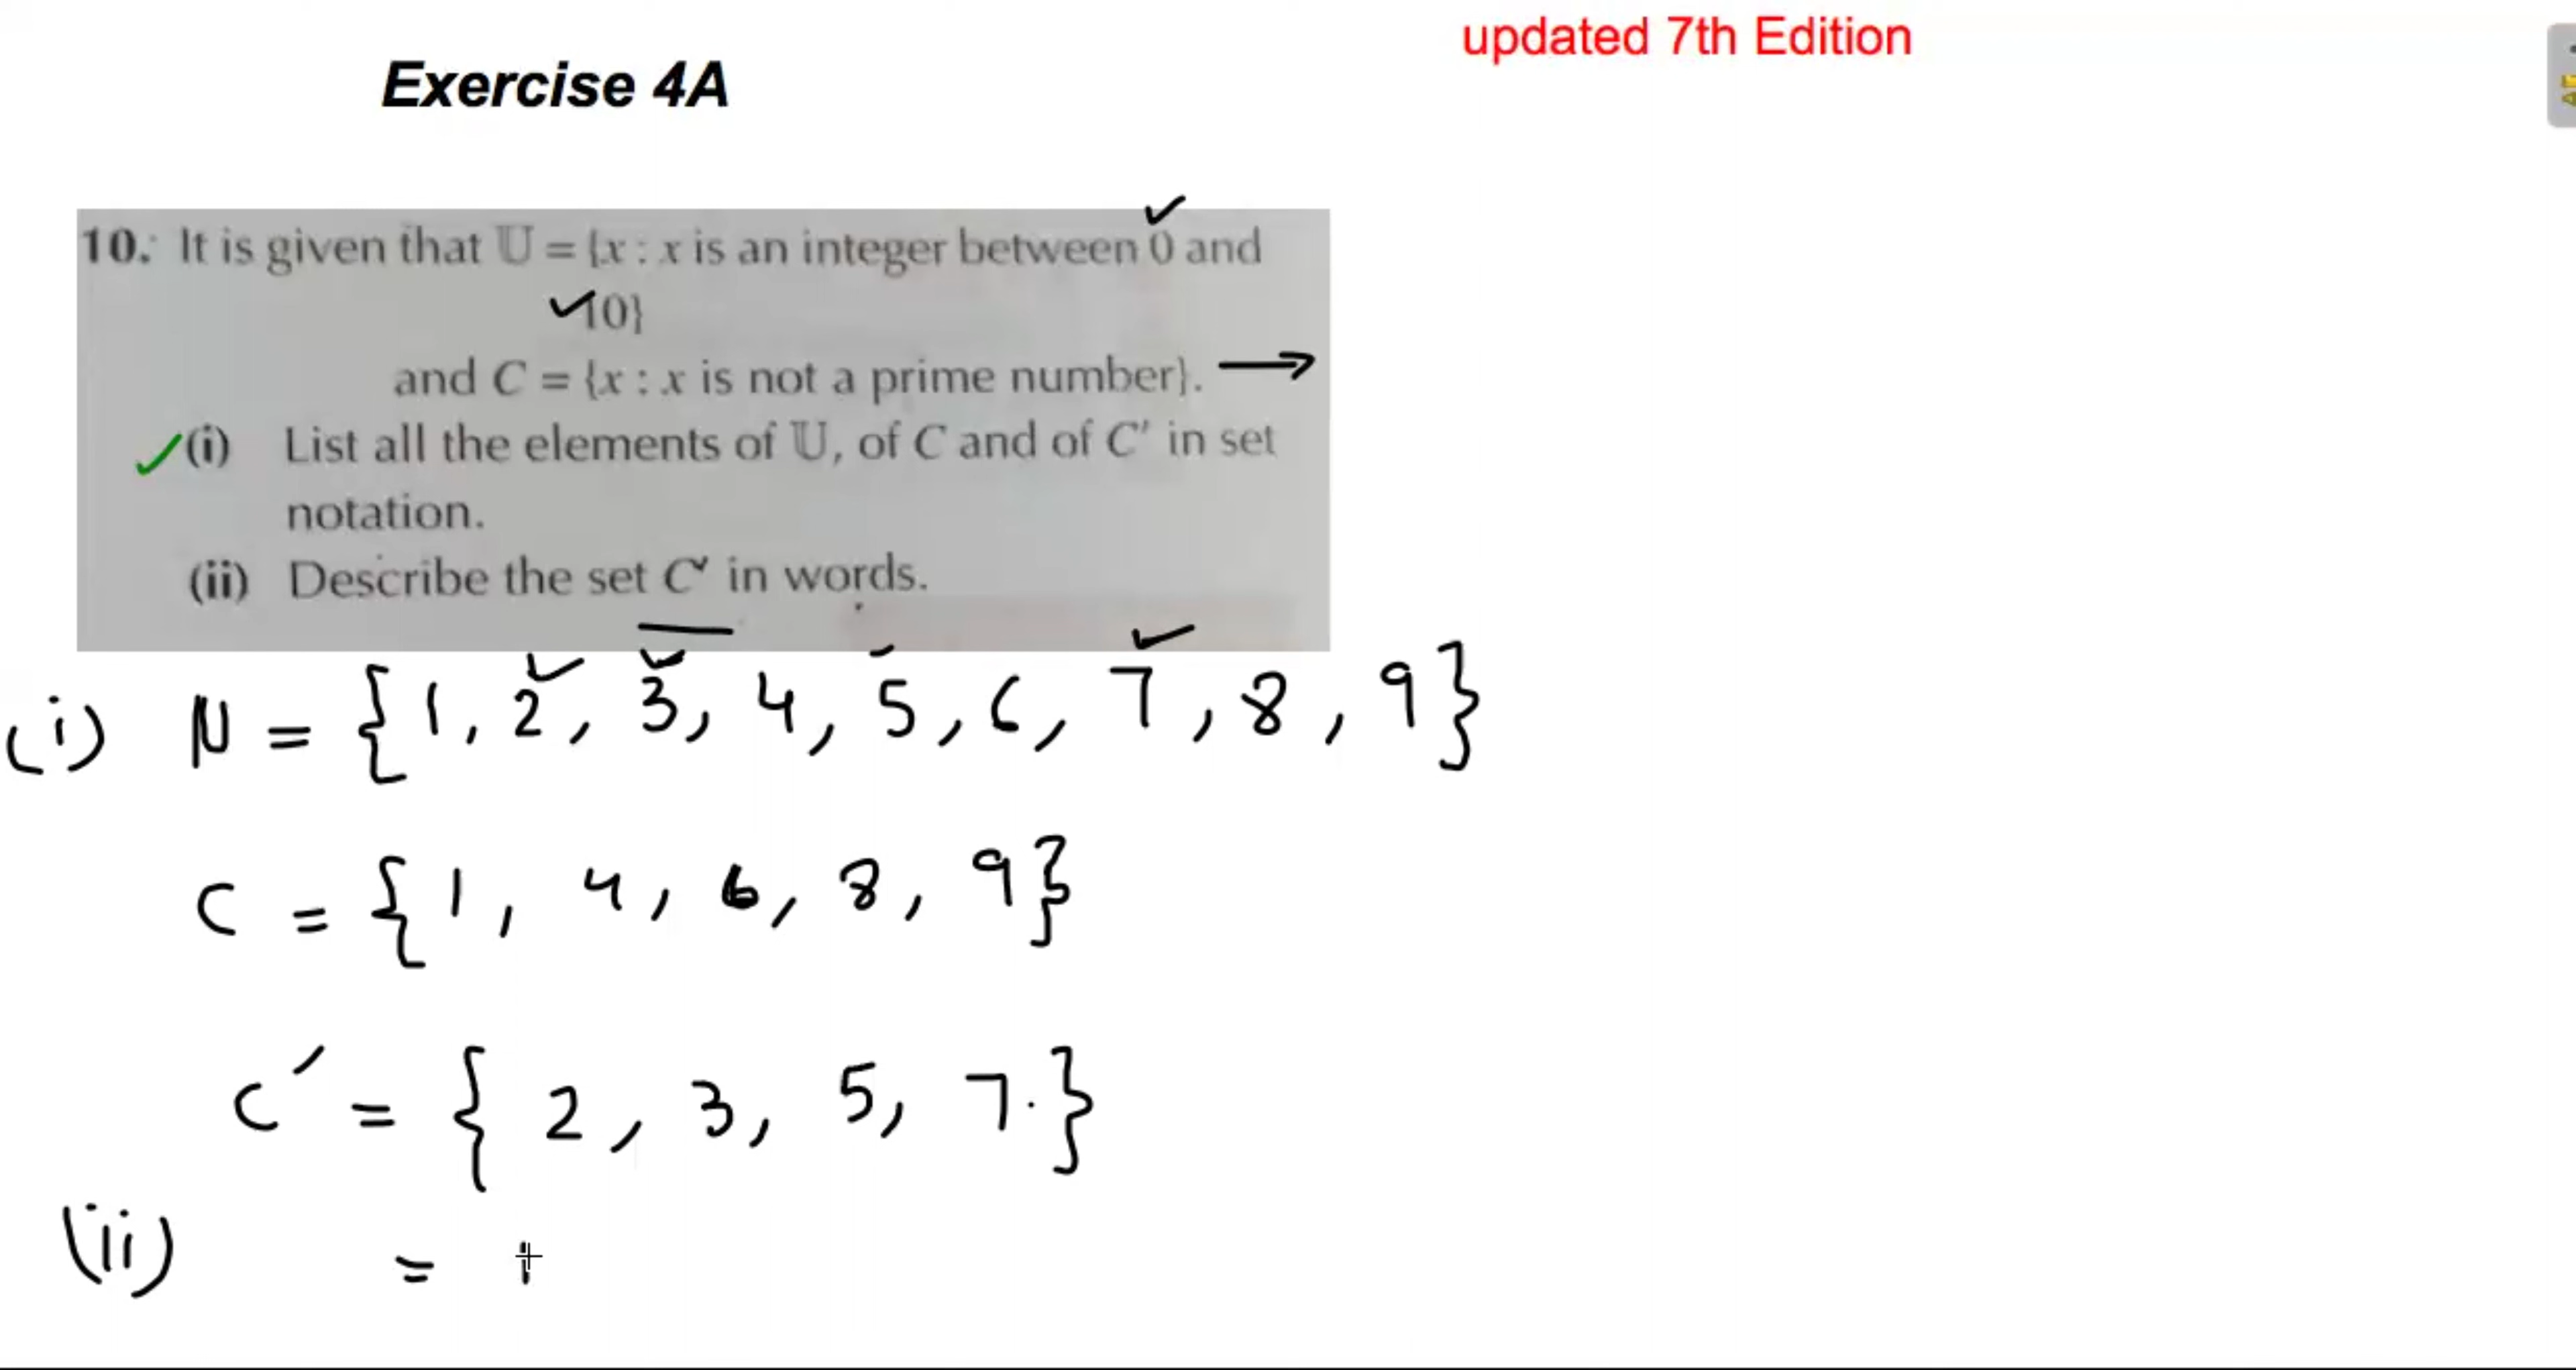 updated 7th Edition
Exercise 4A
10. It is given that 𝕌 = {x : x is an integer between 0 and
10}
and C = {x : x is not a prime number}.
(i) List all the elements of 𝕌, of C and of C′ in set
notation.
(ii) Describe the set C′ in words.
(i) 𝕌 = {1, 2, 3, 4, 5, 6, 7, 8, 9}
C = {1, 4, 6, 8, 9}
C′ = { 2, 3, 5, 7.}
(ii) =